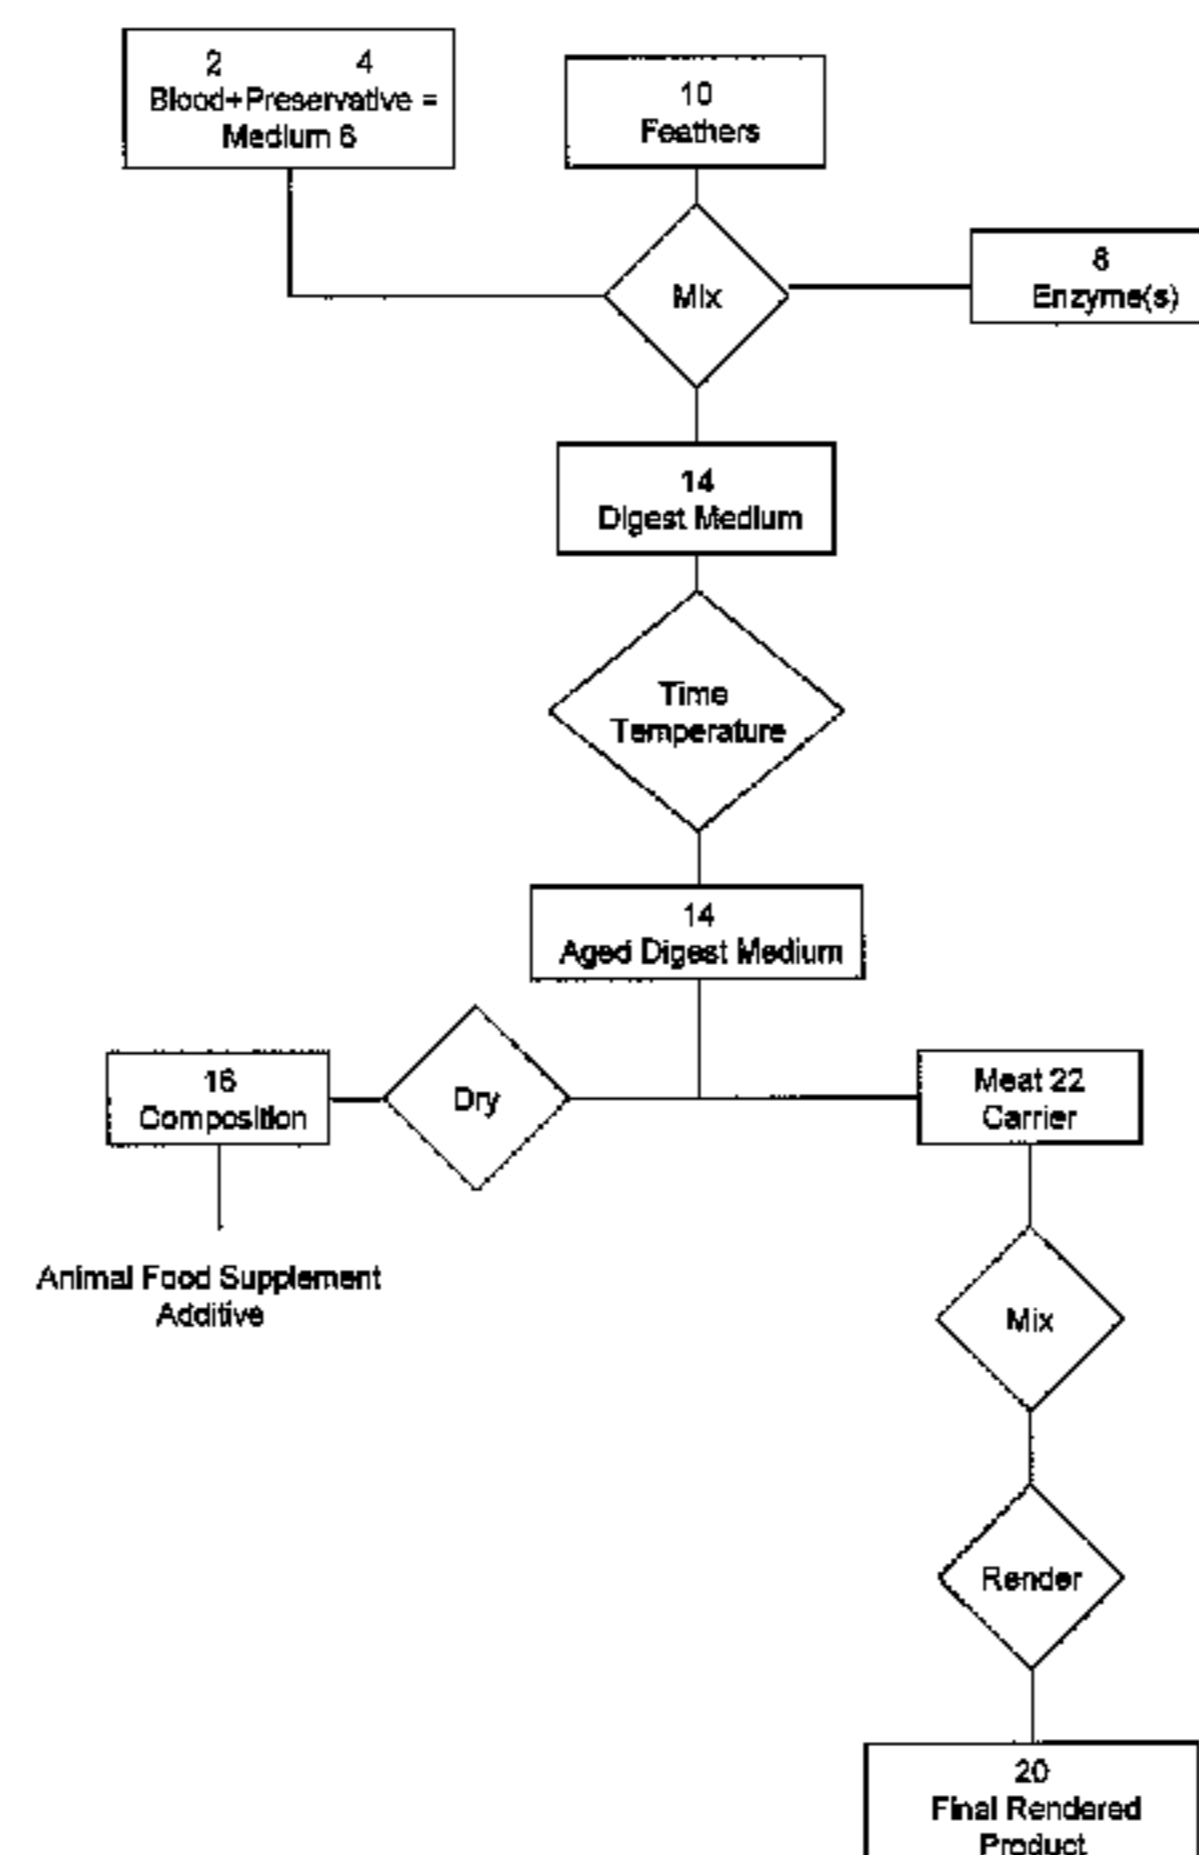 2 4
Blood+Preservative =
Medium 6
10
Feathers
Mix
8
Enzyme(s)
14
Digest Medium
Time
Temperature
14
Aged Digest Medium
16
Composition
Dry
Meat 22
Carrier
Animal Food Supplement
Additive
Mix
Render
20
Final Rendered
Product